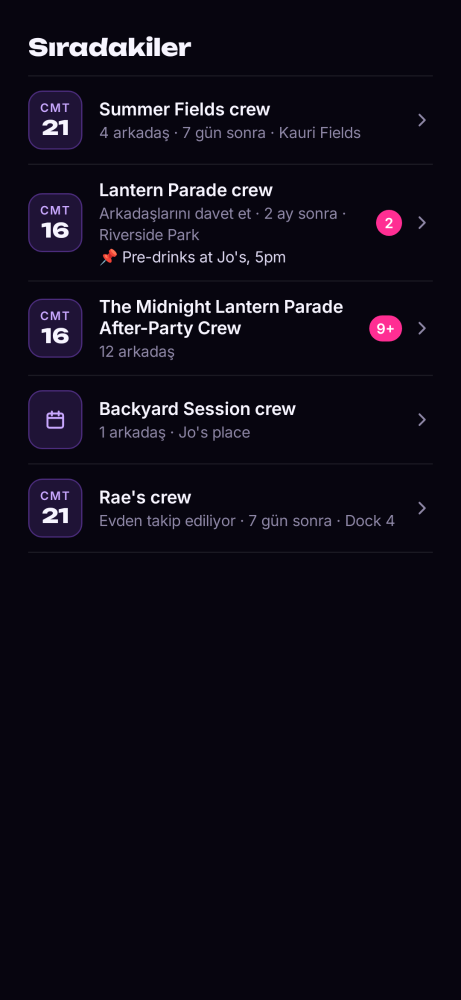 Sıradakiler
CMT
21
Summer Fields crew
4 arkadaş · 7 gün sonra · Kauri Fields
CMT
16
Lantern Parade crew
Arkadaşlarını davet et · 2 ay sonra ·
Riverside Park
📌 Pre-drinks at Jo's, 5pm
2
CMT
16
The Midnight Lantern Parade
After-Party Crew
12 arkadaş
9+
Backyard Session crew
1 arkadaş · Jo's place
CMT
21
Rae's crew
Evden takip ediliyor · 7 gün sonra · Dock 4